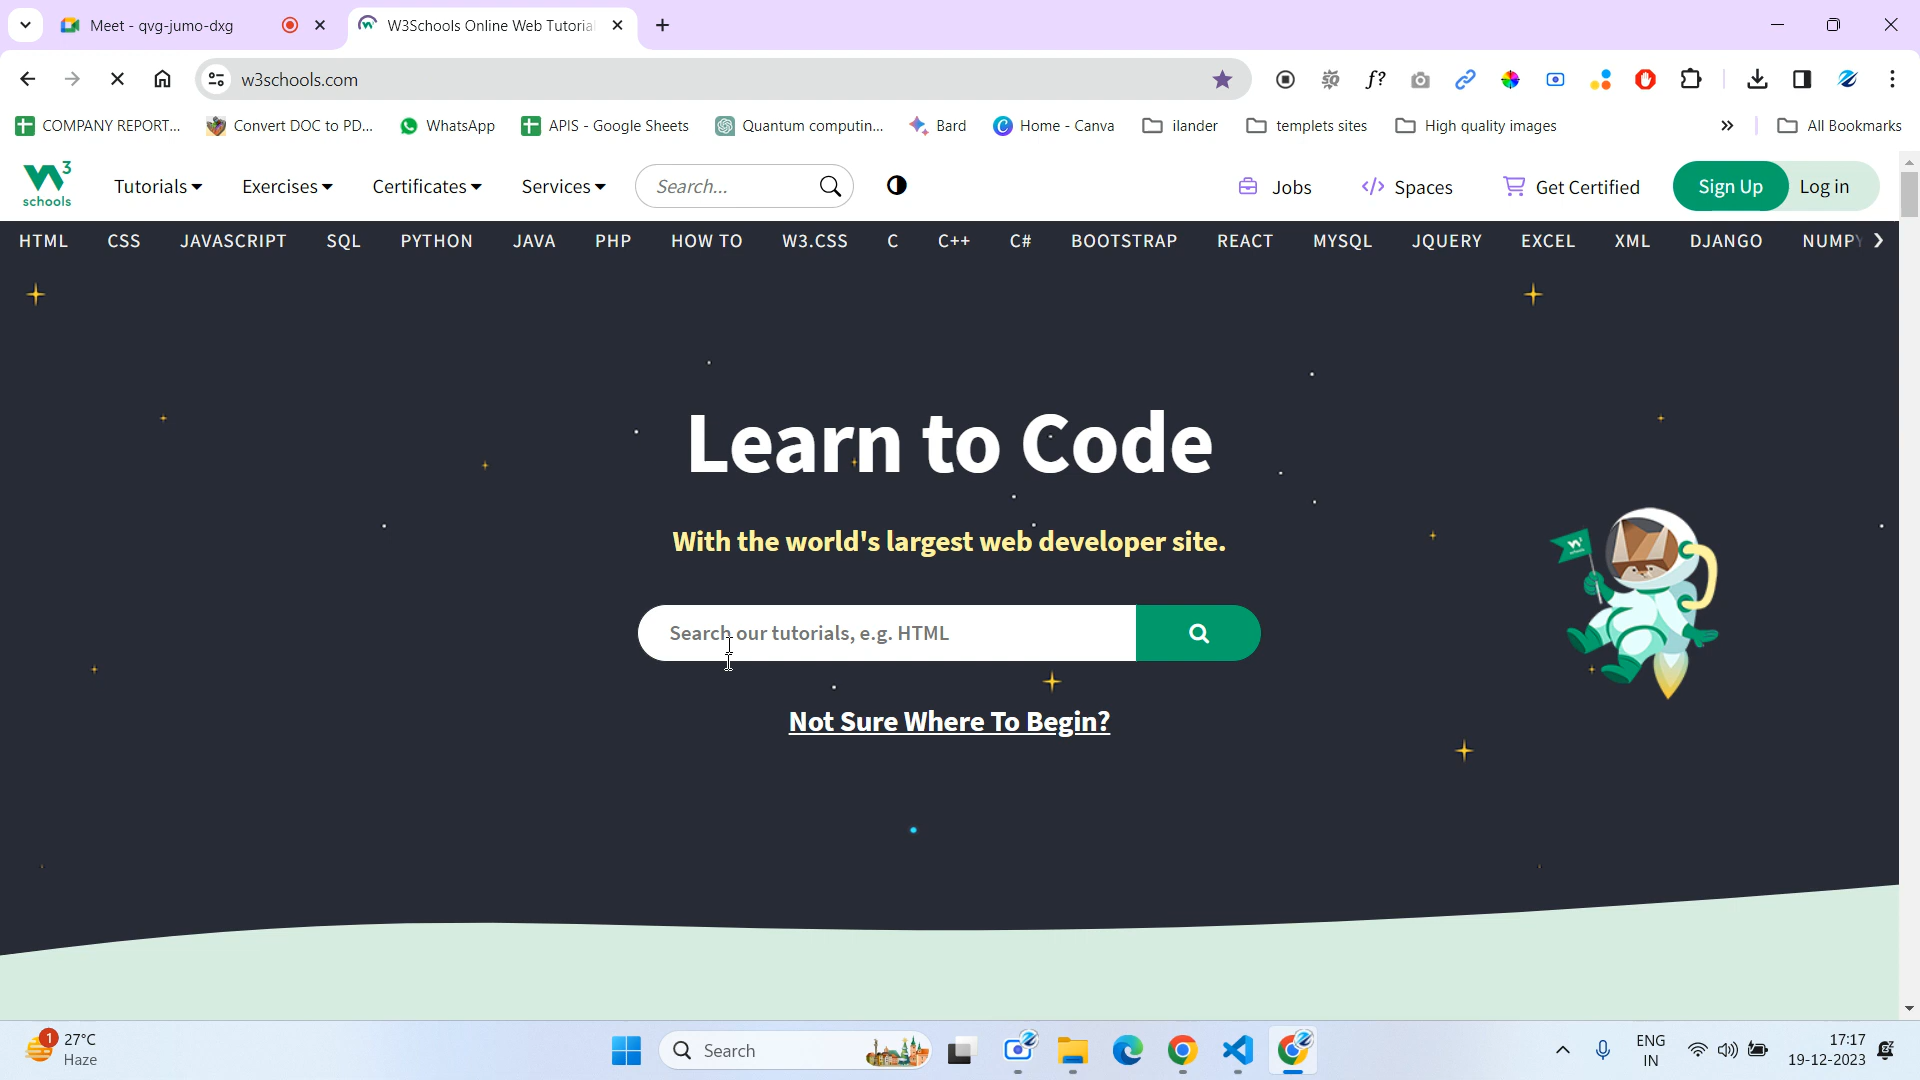 Meet - qvg-jumo-dxg
W3Schools Online Web Tutoria
w3schools.com
f?
COMPANY REPORT...
Convert DOC to PD...
WhatsApp
APIS - Google Sheets
Quantum computin...
Bard
Home - Canva
ilander
templets sites
High quality images
All Bookmarks
3
schools
Tutorials
Exercises
Certificates
Services
Search...
Jobs
Spaces
Get Certified
Sign Up
Log in
HTML CSS JAVASCRIPT SQL PYTHON JAVA PHP HOW TO W3.CSS C C++ C# BOOTSTRAP REACT MYSQL JQUERY EXCEL XML DJANGO NUMPY
Learn to Code
With the world's largest web developer site.
Search our tutorials, e.g. HTML
Not Sure Where To Begin?
1
27°C
Haze
Search
ENG
IN
17:17
19-12-2023